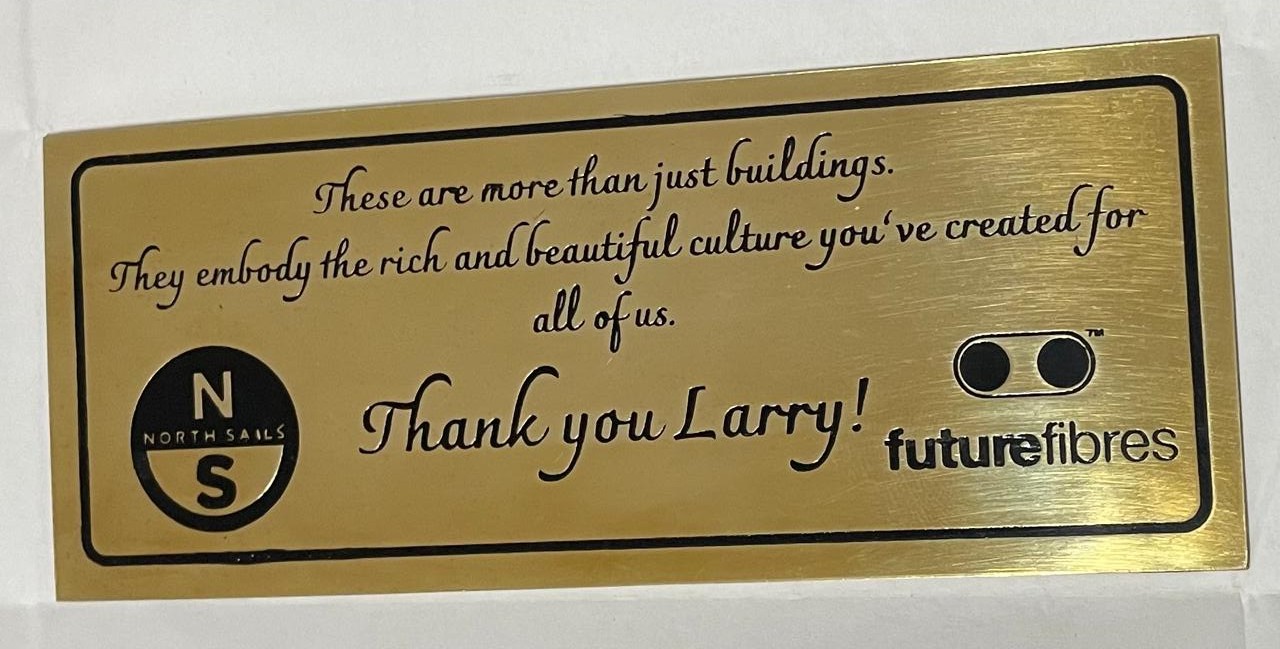 These are more than just buildings.
They embody the rich and beautiful culture you‘ve created for
all of us.
Thank you Larry!
N
NORTH SAILS
S
TM
futurefibres